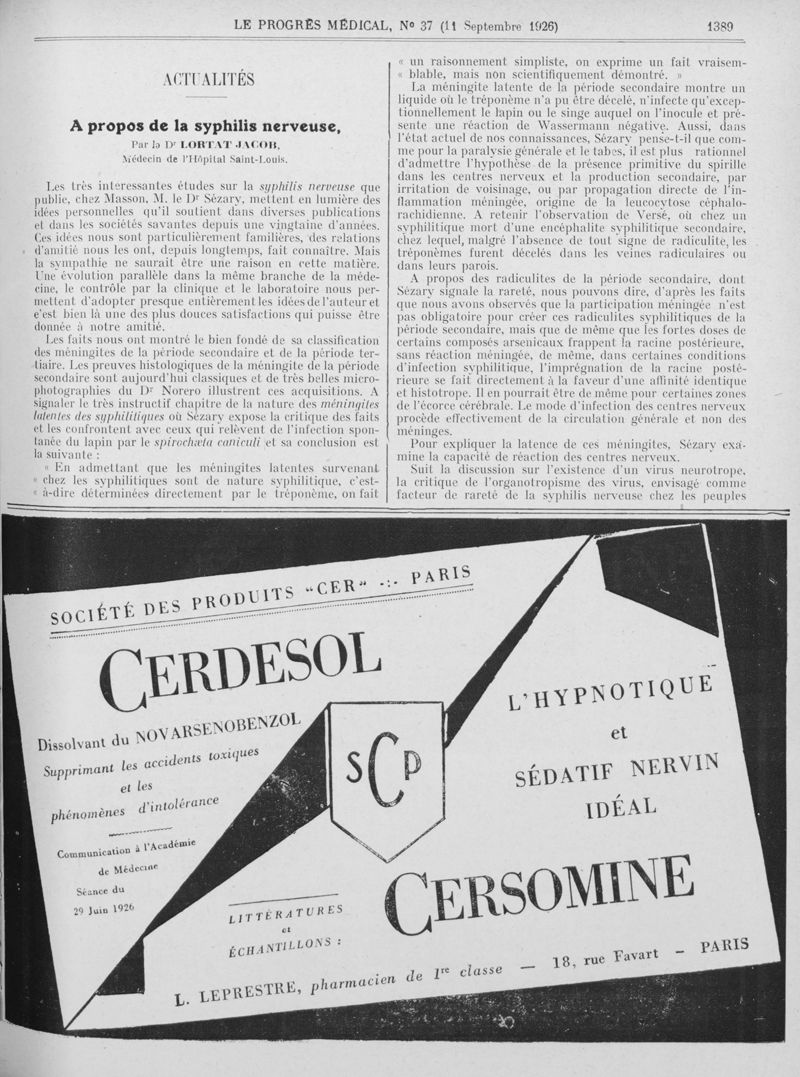 LE PROGRÈS MÉDICAL, Nº 37 (11 Septembre 1926) 1389
ACTUALITÉS
A propos de la syphilis nerveuse,
Par le Dr LORTAT JACOB,
Médecin de l'Hôpital Saint-Louis.
Les très interessantes études sur la syphilis nerveuse que
publie, chez Masson, M. le Dr Sézary, mettent en lumière des
idées personnelles qu'il soutient dans diverses publications
et dans les sociétés savantes depuis une vingtaine d'années.
Ces idées nous sont particulièrement familières, des relations
d'amitié nous les ont, depuis longtemps, fait connaître. Mais
la sympathie ne saurait être une raison en cette matière.
Une évolution parallèle dans la même branche de la méde-
cine, le contrôle par la clinique et le laboratoire nous per-
mettent d'adopter presque entièrement les idées de l'auteur et
c'est bien là une des plus douces satisfactions qui puisse être
donnée à notre amitié.
Les faits nous ont montré le bien fondé de sa classification
des méningites de la période secondaire et de la période ter-
tiaire. Les preuves histologiques de la méningite de la période
secondaire sont aujourd'hui classiques et de très belles micro-
photographies du Dr Norero illustrent ces acquisitions. A
signaler le très instructif chapitre de la nature des méningites
latentes des syphilitiques où Sézary expose la critique des faits
et les confrontent avec ceux qui relèvent de l'infection spon-
tanée du lapin par le spirochæta caniculi et sa conclusion est
la suivante :
« En admettant que les méningites latentes survenant
« chez les syphilitiques sont de nature syphilitique, c'est-
« à-dire déterminées directement par le tréponème, on fait
« un raisonnement simpliste, on exprime un fait vraisem-
« blable, mais non scientifiquement démontré. »
La méningite latente de la période secondaire montre un
liquide où le tréponème n'a pu être décelé, n'infecte qu'excep-
tionnellement le lapin ou le singe auquel on l'inocule et pré-
sente une réaction de Wassermann négative. Aussi, dans
l'état actuel de nos connaissances, Sézary pense-t-il que com-
me pour la paralysie générale et le tabes, il est plus rationnel
d'admettre l'hypothèse de la présence primitive du spirille
dans les centres nerveux et la production secondaire, par
irritation de voisinage, ou par propagation directe de l'in-
flammation méningée, origine de la leucocytose céphalo-
rachidienne. A retenir l'observation de Versé, où chez un
syphilitique mort d'une encéphalite syphilitique secondaire,
chez lequel, malgré l'absence de tout signe de radiculite, les
tréponèmes furent décelés dans les veines radiculaires ou
dans leurs parois.
A propos des radiculites de la période secondaire, dont
Sézary signale la rareté, nous pouvons dire, d'après les faits
que nous avons observés que la participation méningée n'est
pas obligatoire pour créer ces radiculites syphilitiques de la
période secondaire, mais que de même que les fortes doses de
certains composés arsenicaux frappent la racine postérieure,
sans réaction méningée, de même, dans certaines conditions
d'infection syphilitique, l'imprégnation de la racine posté-
rieure se fait directement à la faveur d'une affinité identique
et histotrope. Il en pourrait être de même pour certaines zones
de l'écorce cérébrale. Le mode d'infection des centres nerveux
procède effectivement de la circulation générale et non des
méninges.
Pour expliquer la latence de ces méningites, Sézary exa-
mine la capacité de réaction des centres nerveux.
Suit la discussion sur l'existence d'un virus neurotrope,
la critique de l'organotropisme des virus, envisagé comme
facteur de rareté de la syphilis nerveuse chez les peuples
SOCIÉTÉ DES PRODUITS "CER" -:- PARIS
CERDESOL
Dissolvant du NOVARSENOBENZOL
Supprimant les accidents toxiques
et les
phénomènes d'intolérance
Communication à l'Académie
de Médecine
Séance du
29 Juin 1926
SCP
L'HYPNOTIQUE
et
SÉDATIF NERVIN
IDÉAL
CERSOMINE
LITTÉRATURES
et
ÉCHANTILLONS :
L. LEPRESTRE, pharmacien de 1re classe — 18, rue Favart — PARIS